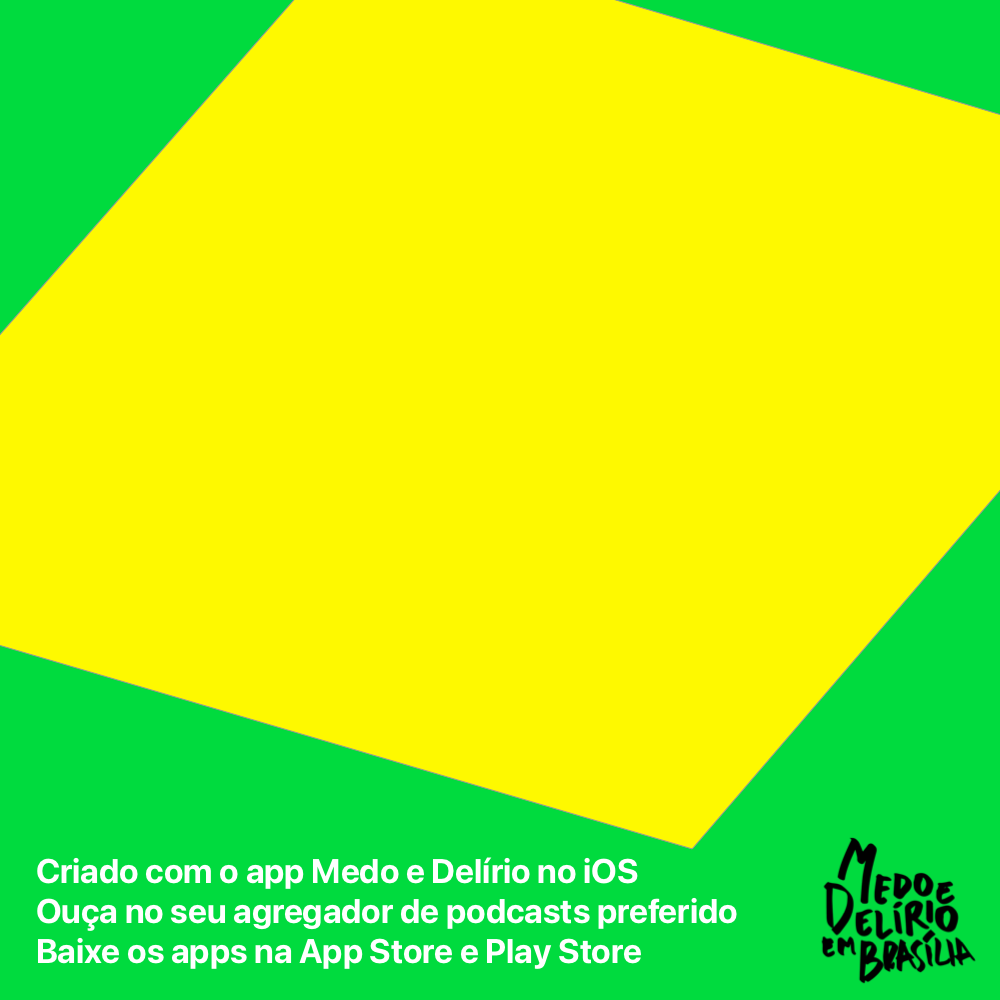 Criado com o app Medo e Delírio no iOS
Ouça no seu agregador de podcasts preferido
Baixe os apps na App Store e Play Store
MEDO E
DELÍRIO
EM BRASÍLIA